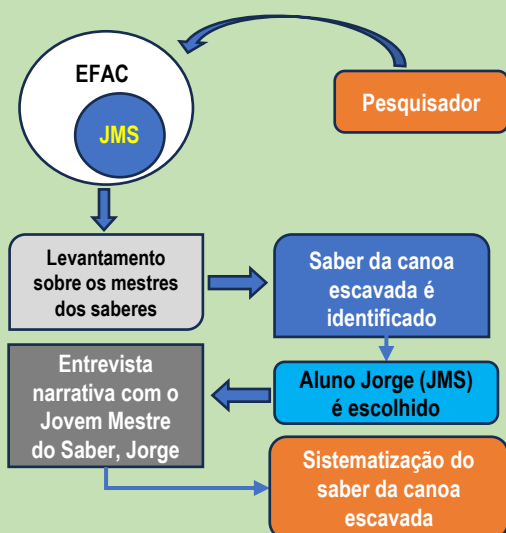 EFAC
JMS
Pesquisador
Levantamento
sobre os mestres
dos saberes
Saber da canoa
escavada é
identificado
Aluno Jorge (JMS)
é escolhido
Entrevista
narrativa com o
Jovem Mestre
do Saber, Jorge
Sistematização do
saber da canoa
escavada